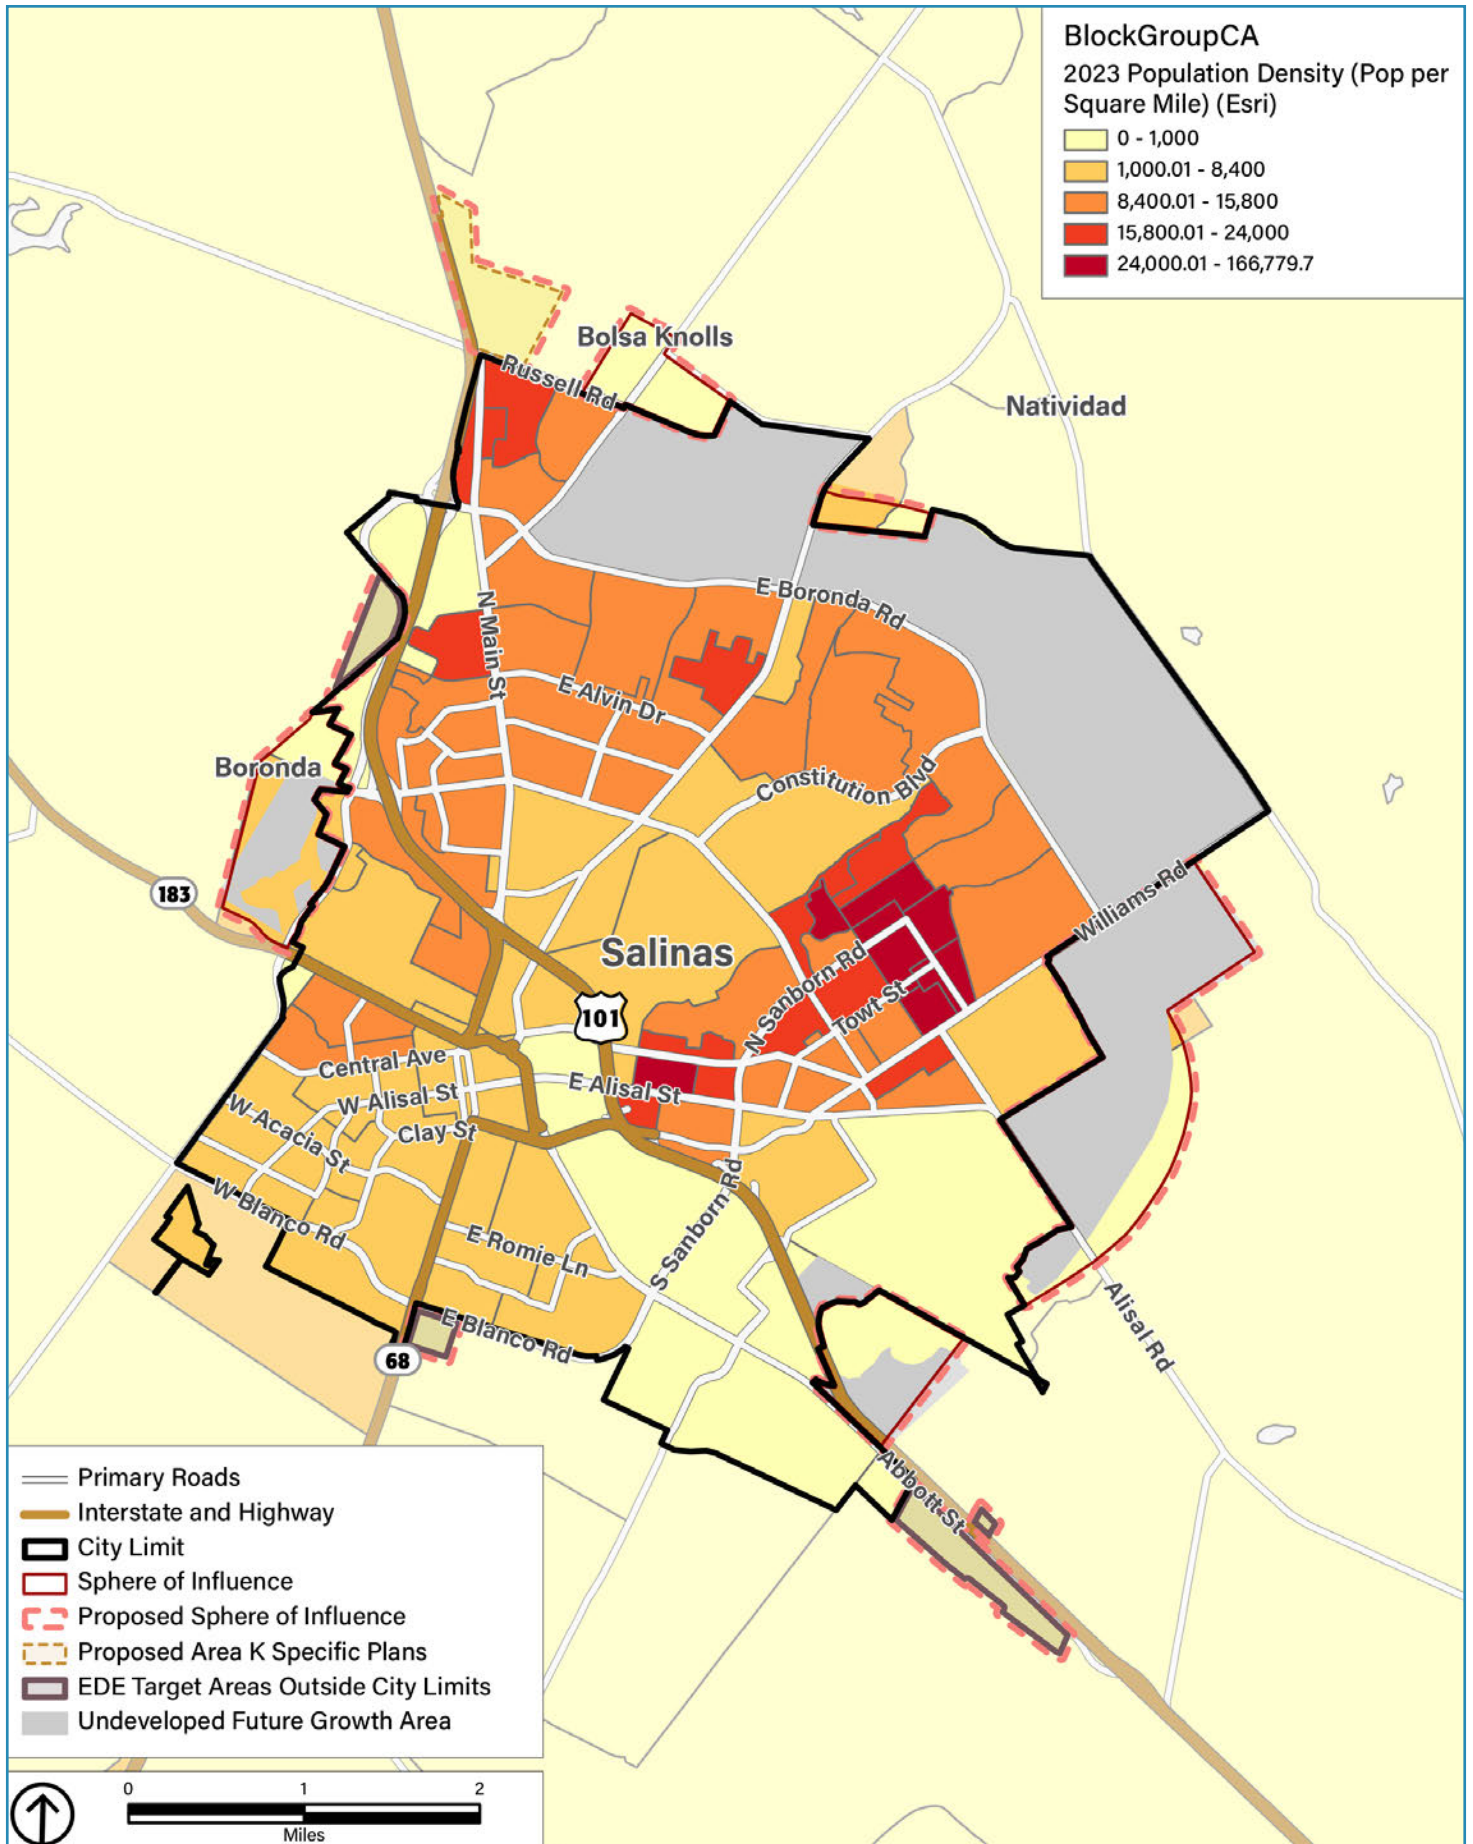 BlockGroupCA
2023 Population Density (Pop per
Square Mile) (Esri)
0 - 1,000
1,000.01 - 8,400
8,400.01 - 15,800
15,800.01 - 24,000
24,000.01 - 166,779.7
Bolsa Knolls
Russell Rd
Natividad
E Boronda Rd
N Main St
E Alvin Dr
Boronda
Constitution Blvd
183
Williams Rd
Salinas
N Sanborn Rd
Towt St
101
Central Ave
E Alisal St
W Alisal St
Clay St
W Acacia St
W Blanco Rd
S Sanborn Rd
E Romie Ln
E Blanco Rd
Alisal Rd
68
Abbott St
Primary Roads
Interstate and Highway
City Limit
Sphere of Influence
Proposed Sphere of Influence
Proposed Area K Specific Plans
EDE Target Areas Outside City Limits
Undeveloped Future Growth Area
0 1 2
Miles